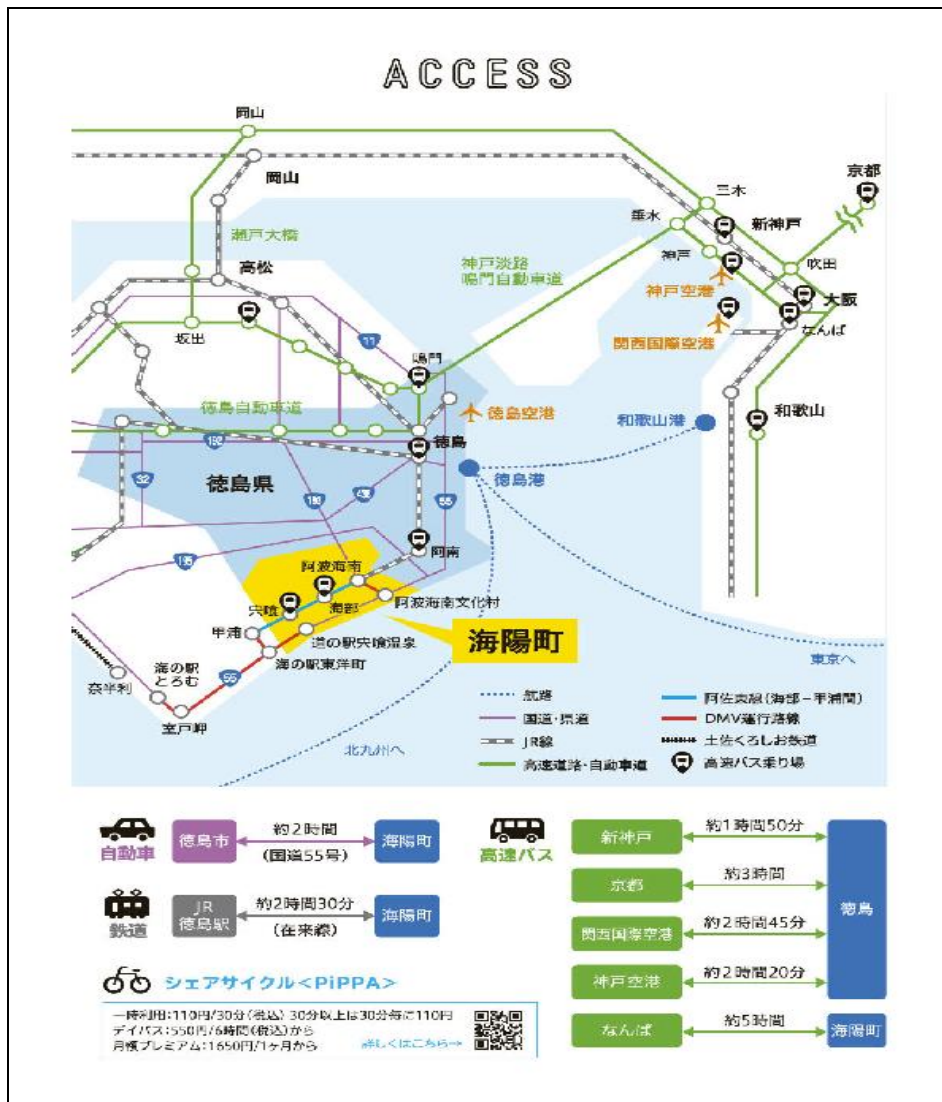 ACCESS
岡山
岡山
京都
三木
垂水
新神戸
瀬戸大橋
神戸
高松
神戸淡路
鳴門自動車道
吹田
神戸空港
大阪
なんば
坂出
関西国際空港
11
鳴門
徳島自動車道
徳島空港
和歌山港
和歌山
192
徳島
徳島県
徳島港
32
55
阿南
195
阿波海南
宍喰
海部
阿波海南文化村
甲浦
道の駅宍喰温泉
海陽町
海の駅東洋町
海の駅
とろむ
55
奈半利
室戸岬
東京へ
北九州へ
航路
国道・県道
JR線
高速道路・自動車道
阿佐東線(海部-甲浦間)
DMV運行路線
土佐くろしお鉄道
高速バス乗り場
自動車
徳島市
約2時間
(国道55号)
海陽町
鉄道
JR
徳島駅
約2時間30分
(在来線)
海陽町
シェアサイクル<PiPPA>
一時利用:110円/30分(税込) 30分以上は30分毎に110円
デイパス:550円/6時間(税込)から
月額プレミアム:1650円/1ヶ月から
詳しくはこちら→
高速バス
新神戸
約1時間50分
京都
約3時間
徳島
関西国際空港
約2時間45分
神戸空港
約2時間20分
なんば
約5時間
海陽町